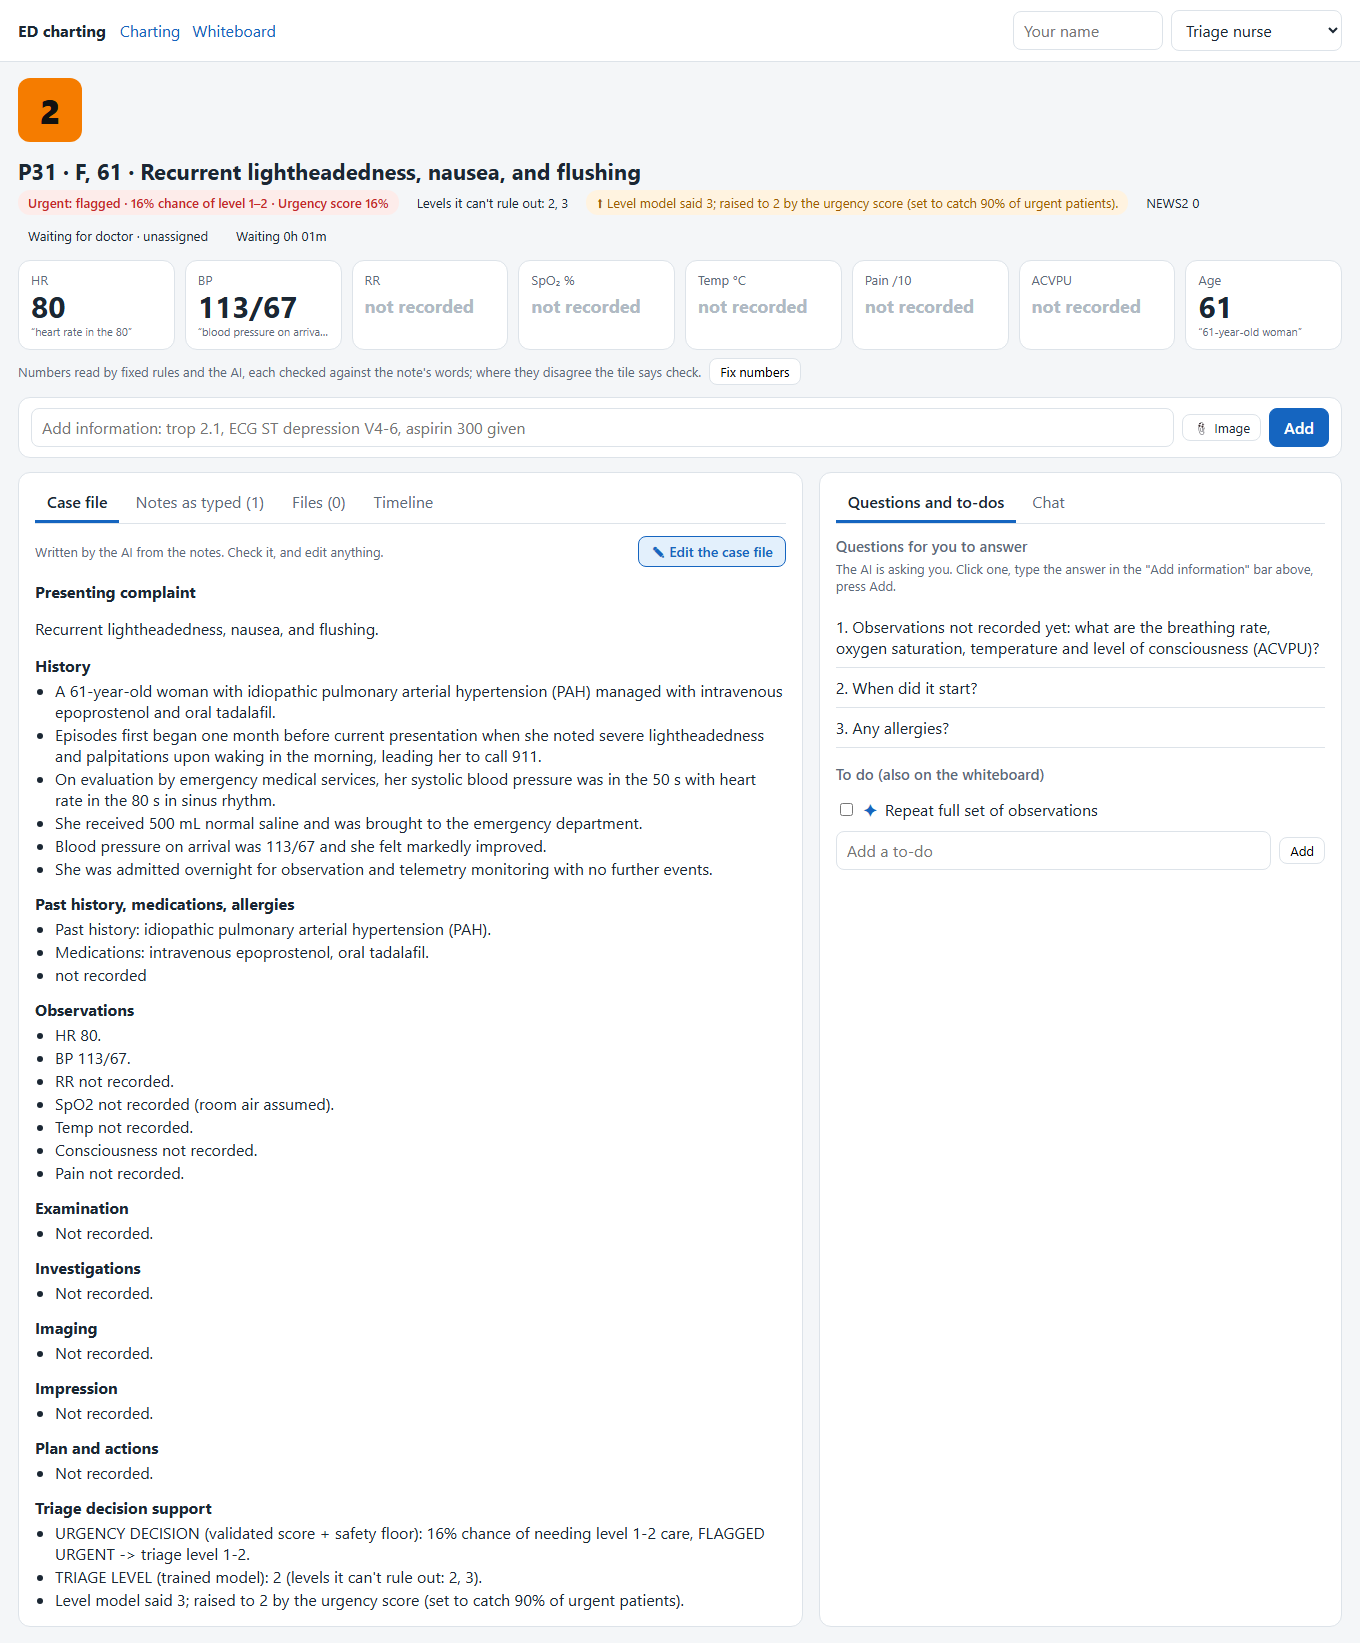 ED charting
Charting
Whiteboard
Your name
Triage nurse
2
P31 · F, 61 · Recurrent lightheadedness, nausea, and flushing
Urgent: flagged · 16% chance of level 1–2 · Urgency score 16%
Levels it can't rule out: 2, 3
⬆ Level model said 3; raised to 2 by the urgency score (set to catch 90% of urgent patients).
NEWS2 0
Waiting for doctor · unassigned
Waiting 0h 01m
HR
80
“heart rate in the 80”
BP
113/67
“blood pressure on arriva...
RR
not recorded
SpO₂ %
not recorded
Temp °C
not recorded
Pain /10
not recorded
ACVPU
not recorded
Age
61
“61-year-old woman”
Numbers read by fixed rules and the AI, each checked against the note's words; where they disagree the tile says check.
Fix numbers
Add information: trop 2.1, ECG ST depression V4-6, aspirin 300 given
Image
Add
Case file
Notes as typed (1)
Files (0)
Timeline
Written by the AI from the notes. Check it, and edit anything.
Edit the case file
Presenting complaint
Recurrent lightheadedness, nausea, and flushing.
History
• A 61-year-old woman with idiopathic pulmonary arterial hypertension (PAH) managed with intravenous
epoprostenol and oral tadalafil.
• Episodes first began one month before current presentation when she noted severe lightheadedness
and palpitations upon waking in the morning, leading her to call 911.
• On evaluation by emergency medical services, her systolic blood pressure was in the 50 s with heart
rate in the 80 s in sinus rhythm.
• She received 500 mL normal saline and was brought to the emergency department.
• Blood pressure on arrival was 113/67 and she felt markedly improved.
• She was admitted overnight for observation and telemetry monitoring with no further events.
Past history, medications, allergies
• Past history: idiopathic pulmonary arterial hypertension (PAH).
• Medications: intravenous epoprostenol, oral tadalafil.
• not recorded
Observations
• HR 80.
• BP 113/67.
• RR not recorded.
• SpO2 not recorded (room air assumed).
• Temp not recorded.
• Consciousness not recorded.
• Pain not recorded.
Examination
• Not recorded.
Investigations
• Not recorded.
Imaging
• Not recorded.
Impression
• Not recorded.
Plan and actions
• Not recorded.
Triage decision support
• URGENCY DECISION (validated score + safety floor): 16% chance of needing level 1-2 care, FLAGGED
URGENT -> triage level 1-2.
• TRIAGE LEVEL (trained model): 2 (levels it can't rule out: 2, 3).
• Level model said 3; raised to 2 by the urgency score (set to catch 90% of urgent patients).
Questions and to-dos
Chat
Questions for you to answer
The AI is asking you. Click one, type the answer in the "Add information" bar above,
press Add.
1. Observations not recorded yet: what are the breathing rate,
oxygen saturation, temperature and level of consciousness (ACVPU)?
2. When did it start?
3. Any allergies?
To do (also on the whiteboard)
Repeat full set of observations
Add a to-do
Add